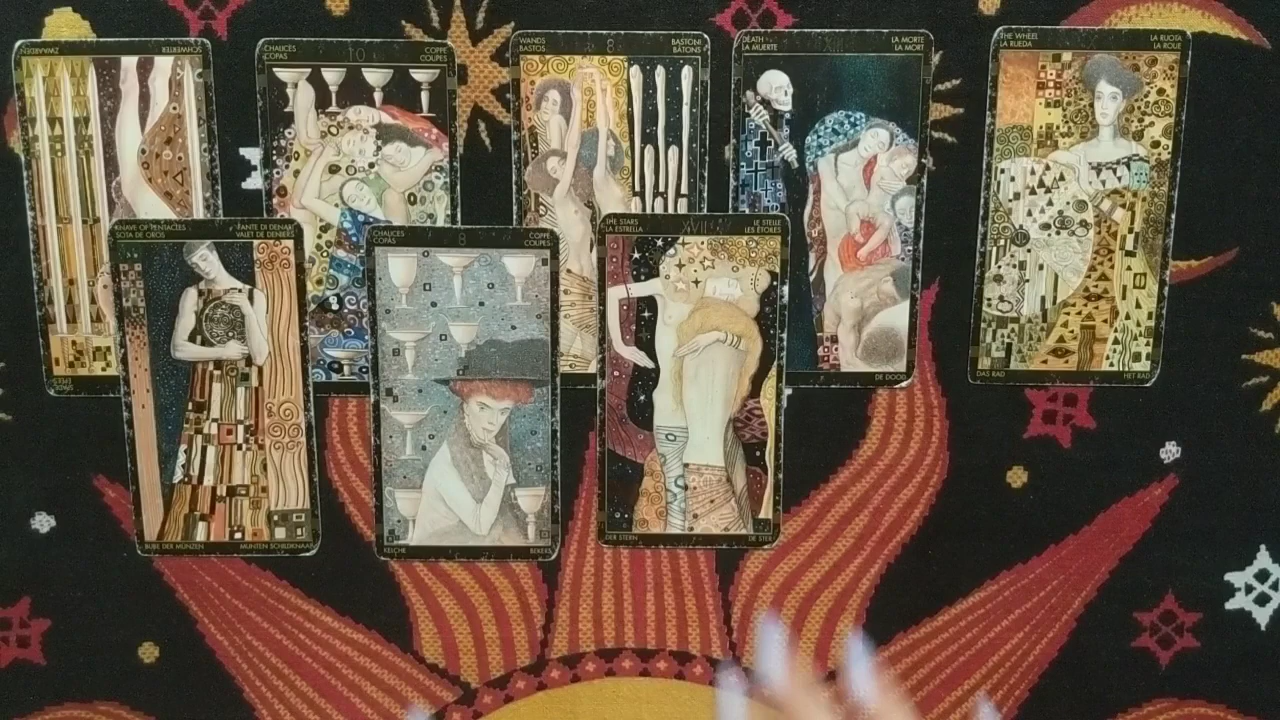 ZWAARDEN SCHWERTER
CHALICES 10 COPPE
COPAS COUPES
WANDS 8 BASTONI
BASTOS BATONS
DEATH XIII LA MORTE
LA MUERTE LA MORT
THE WHEEL LA RUOTA
LA RUEDA LA ROUE
KNAVE OF PENTACLES FANTE DI DENARI
SOTA DE OROS VALET DE DENIERS
CHALICES 8 COPPE
COPAS COUPES
THE STARS XVII LE STELLE
LA ESTRELLA LES ÉTOILES
DE DOOD
DAS RAD HET RAD
BUBE DER MÜNZEN MUNTEN SCHILDKNAAP
KELCHE BEKERS
DER STERN DE STER